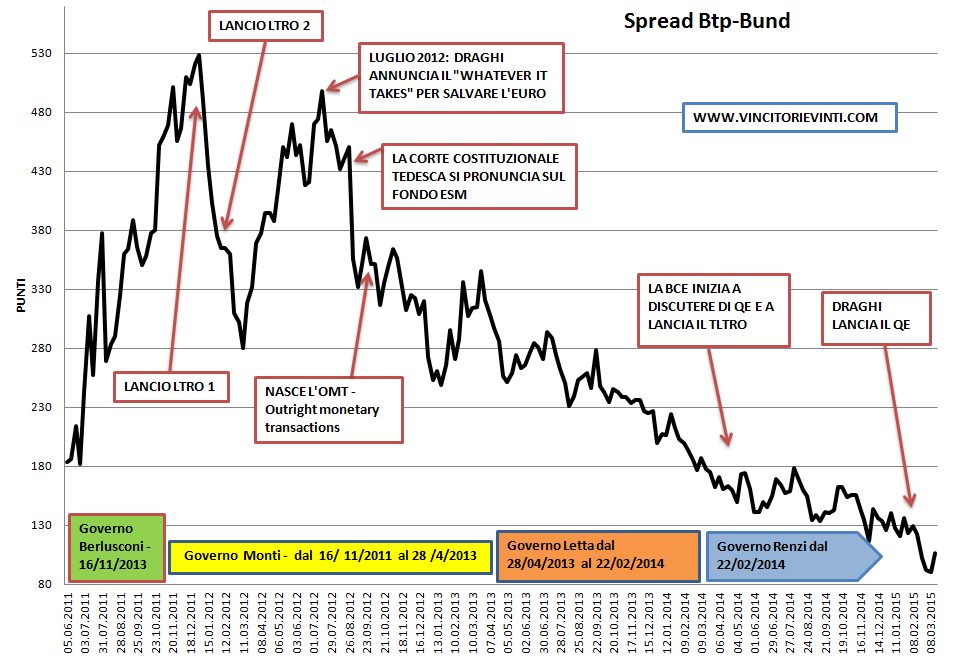 Spread Btp-Bund
LANCIO LTRO 2
LUGLIO 2012: DRAGHI
ANNUNCIA IL "WHATEVER IT
TAKES" PER SALVARE L'EURO
WWW.VINCITORIEVINTI.COM
LA CORTE COSTITUZIONALE
TEDESCA SI PRONUNCIA SUL
FONDO ESM
LA BCE INIZIA A
DISCUTERE DI QE E A
LANCIA IL TLTRO
DRAGHI
LANCIA IL QE
LANCIO LTRO 1
NASCE L'OMT -
Outright monetary
transactions
Governo
Berlusconi -
16/11/2013
Governo Monti - dal 16/ 11/2011 al 28 /4/2013
Governo Letta dal
28/04/2013 al 22/02/2014
Governo Renzi dal
22/02/2014
PUNTI
530
480
430
380
330
280
230
180
130
80
05.06.2011
03.07.2011
31.07.2011
28.08.2011
25.09.2011
23.10.2011
20.11.2011
18.12.2011
15.01.2012
12.02.2012
11.03.2012
08.04.2012
06.05.2012
03.06.2012
01.07.2012
29.07.2012
26.08.2012
23.09.2012
21.10.2012
18.11.2012
16.12.2012
13.01.2013
10.02.2013
10.03.2013
07.04.2013
05.05.2013
02.06.2013
30.06.2013
28.07.2013
25.08.2013
22.09.2013
20.10.2013
17.11.2013
15.12.2013
12.01.2014
09.02.2014
09.03.2014
06.04.2014
04.05.2014
01.06.2014
29.06.2014
27.07.2014
24.08.2014
21.09.2014
19.10.2014
16.11.2014
14.12.2014
11.01.2015
08.02.2015
08.03.2015